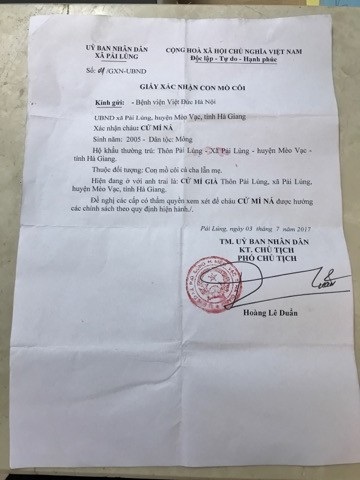 ỦY BAN NHÂN DÂN
XÃ PẢI LỦNG
CỘNG HOÀ XÃ HỘI CHỦ NGHĨA VIỆT NAM
Độc lập - Tự do - Hạnh phúc
Số: 01/GXN-UBND
GIẤY XÁC NHẬN CON MỒ CÔI
Kính gửi: - Bệnh viện Việt Đức Hà Nội
UBND xã Pải Lủng, huyện Mèo Vạc, tỉnh Hà Giang
Xác nhận cháu: CỨ MÍ NÁ
Sinh năm: 2005 - Dân tộc: Mông
Hộ khẩu thường trú: Thôn Pải Lủng - Xã Pải Lủng - huyện Mèo Vạc -
tỉnh Hà Giang.
Thuộc đối tượng: Con mồ côi cả cha lẫn mẹ.
Hiện đang ở với anh trai là: CỨ MÍ GIÀ Thôn Pải Lủng, xã Pải Lủng,
huyện Mèo Vạc, tỉnh Hà Giang.
Đề nghị các cấp có thẩm quyền xem xét để cháu CỨ MÍ NÁ được hưởng
các chính sách theo quy định hiện hành./.
Pải Lủng, ngày 03 tháng 7 năm 2017
TM. UỶ BAN NHÂN DÂN
KT. CHỦ TỊCH
PHÓ CHỦ TỊCH
Hoàng Lê Duẩn